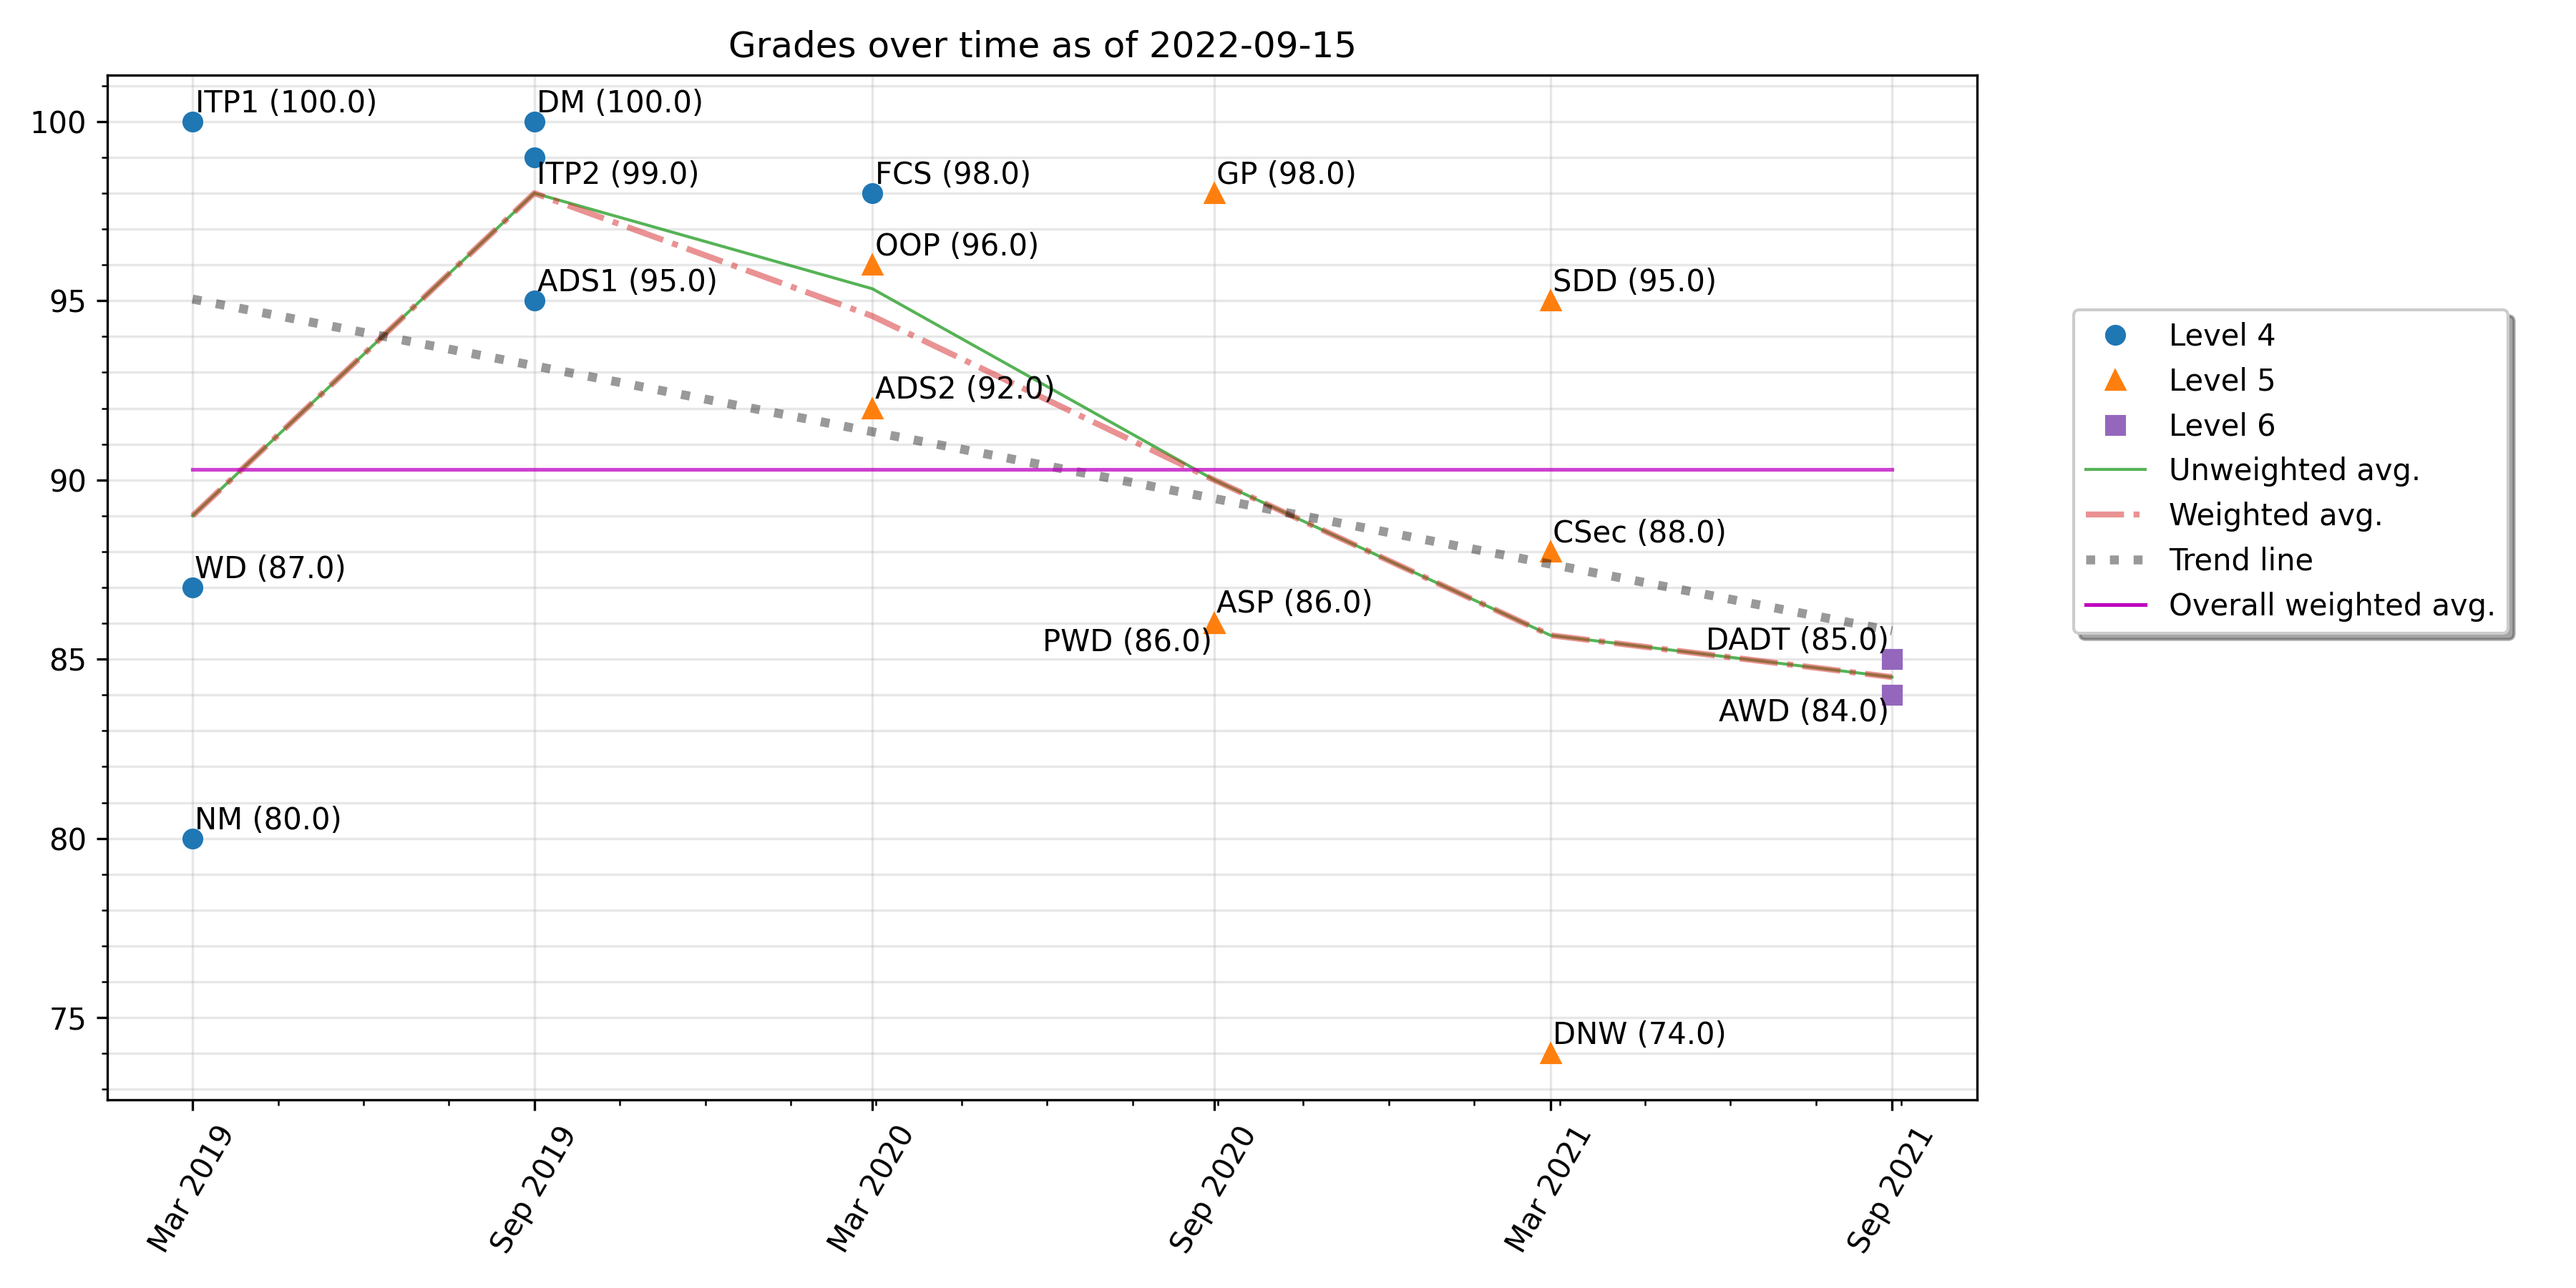 Grades over time as of 2022-09-15
ITP1 (100.0)
DM (100.0)
100
ITP2 (99.0)
FCS (98.0)
GP (98.0)
OOP (96.0)
ADS1 (95.0)
SDD (95.0)
95
Level 4
Level 5
ADS2 (92.0)
Level 6
90
Unweighted avg.
Weighted avg.
CSec (88.0)
WD (87.0)
Trend line
ASP (86.0)
Overall weighted avg.
PWD (86.0)
DADT (85.0)
85
AWD (84.0)
NM (80.0)
80
75
DNW (74.0)
Mar 2019
Sep 2019
Mar 2020
Sep 2020
Mar 2021
Sep 2021